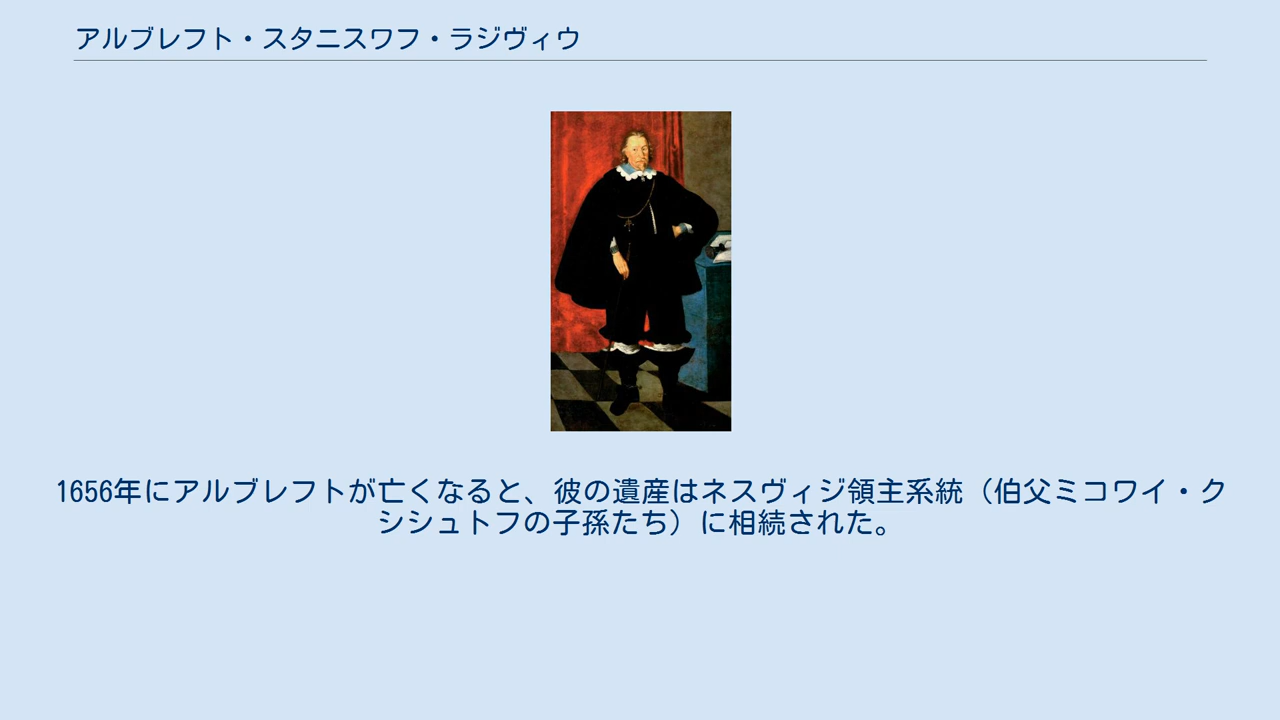 アルブレフト・スタニスワフ・ラジヴィウ
1656年にアルブレフトが亡くなると、彼の遺産はネスヴィジ領主系統（伯父ミコワイ・ク
シシュトフの子孫たち）に相続された。